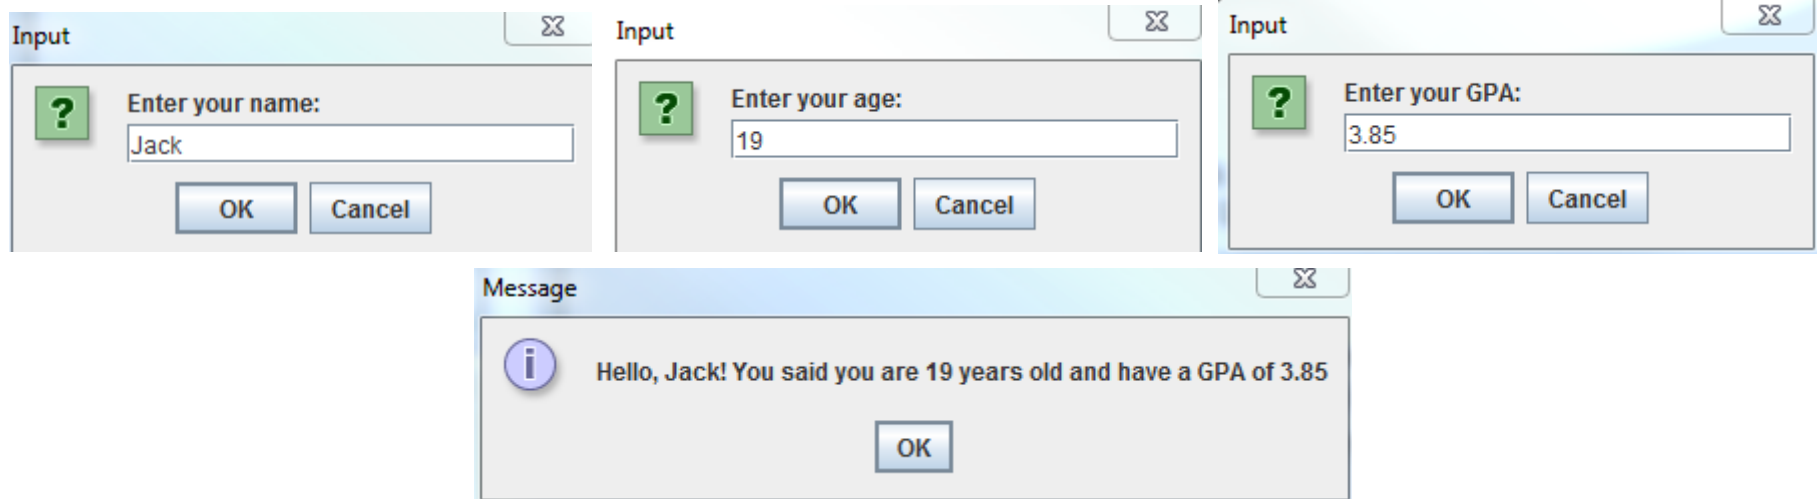 Input
Enter your name:
Jack
OK Cancel
Input
Enter your age:
19
OK Cancel
Input
Enter your GPA:
3.85
OK Cancel
Message
Hello, Jack! You said you are 19 years old and have a GPA of 3.85
OK